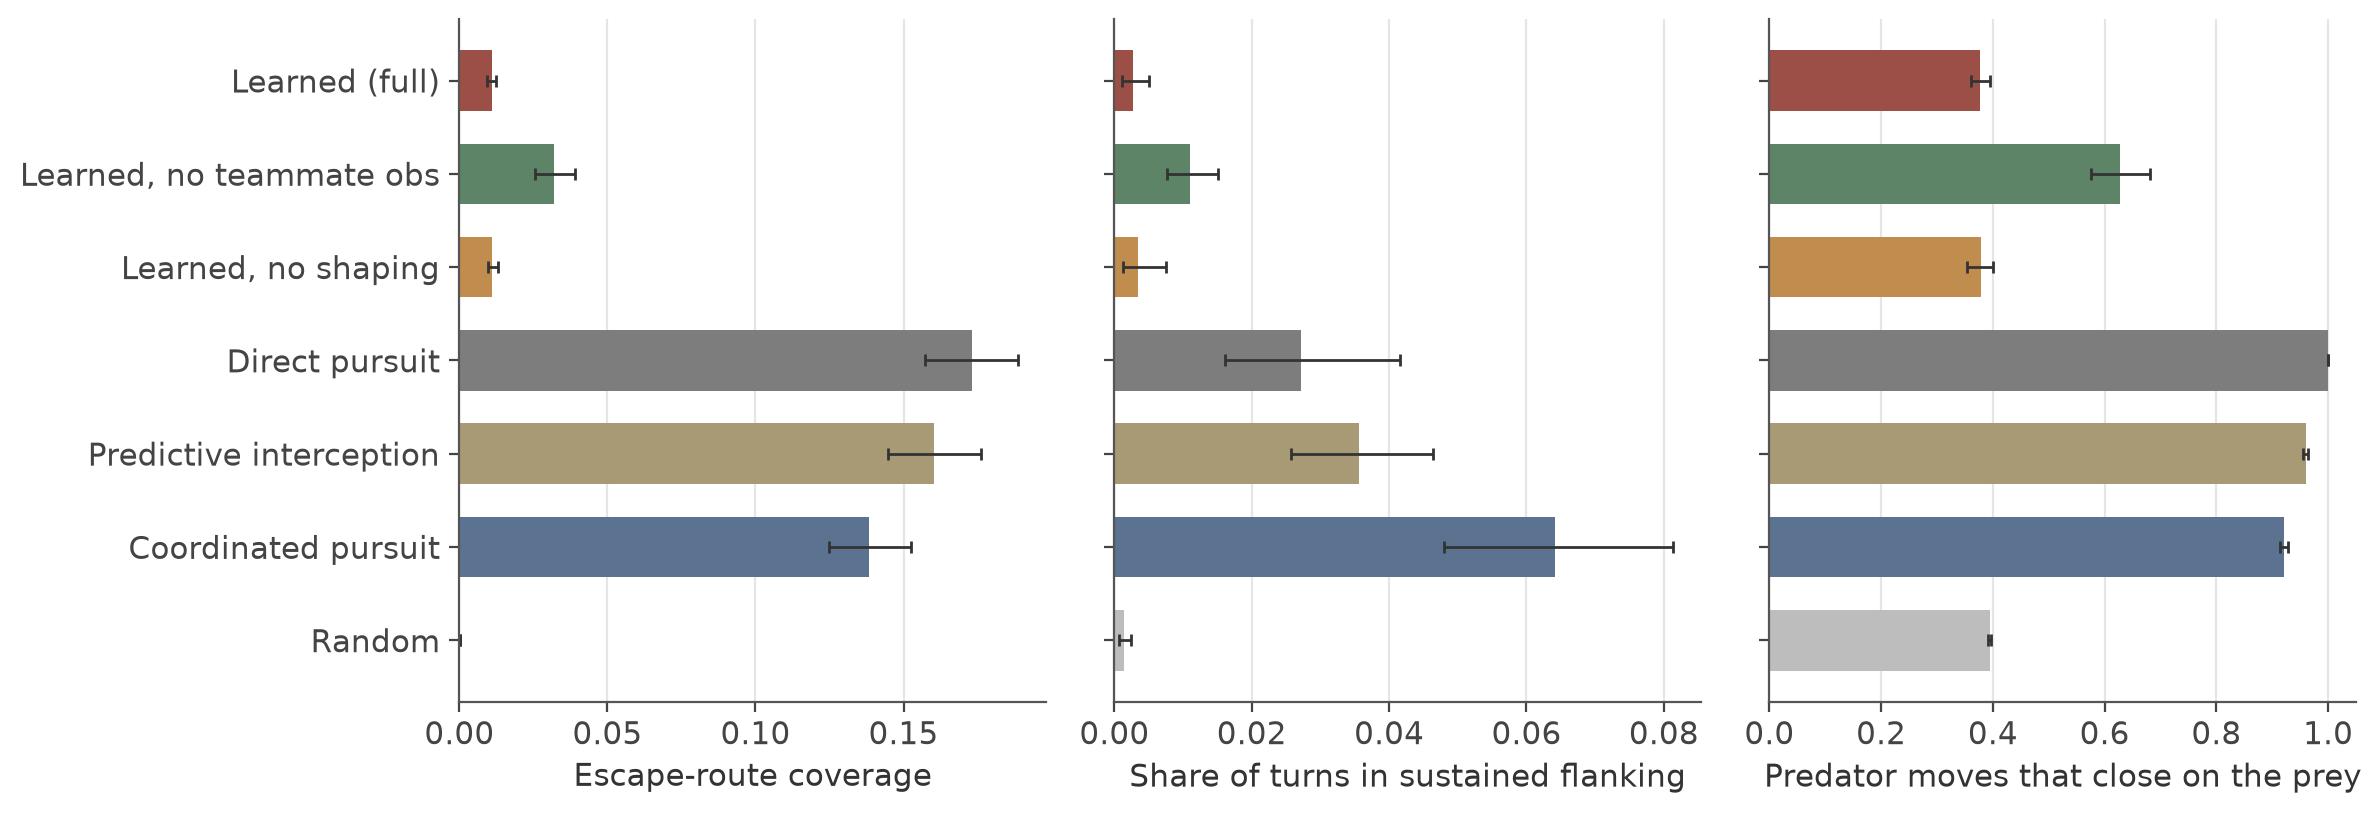 Learned (full)
Learned, no teammate obs
Learned, no shaping
Direct pursuit
Predictive interception
Coordinated pursuit
Random
0.00 0.05 0.10 0.15
Escape-route coverage
0.00 0.02 0.04 0.06 0.08
Share of turns in sustained flanking
0.0 0.2 0.4 0.6 0.8 1.0
Predator moves that close on the prey